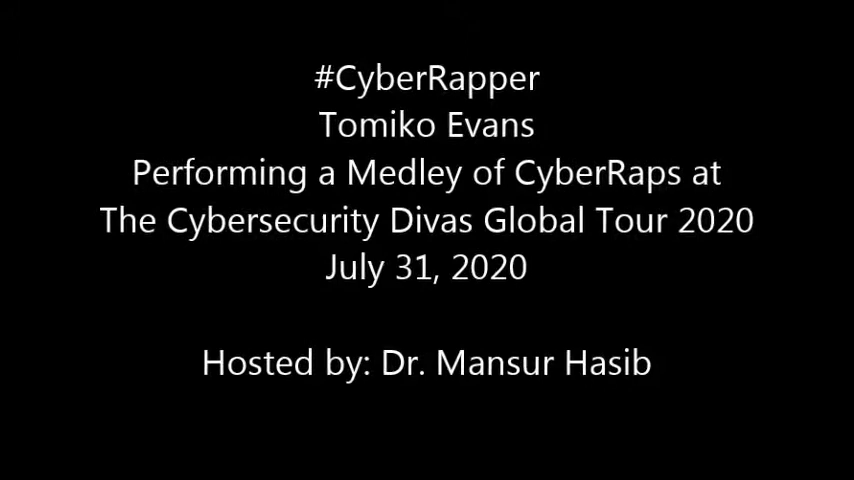 #CyberRapper
Tomiko Evans
Performing a Medley of CyberRaps at
The Cybersecurity Divas Global Tour 2020
July 31, 2020
Hosted by: Dr. Mansur Hasib